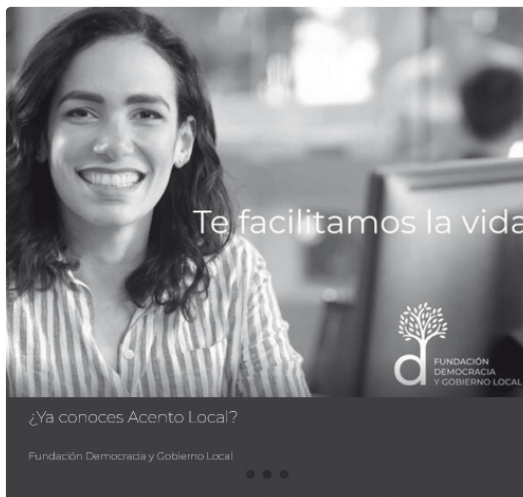 Te facilitamos la vida
FUNDACIÓN
DEMOCRACIA
Y GOBIERNO LOCAL
¿Ya conoces Acento Local?
Fundación Democracia y Gobierno Local